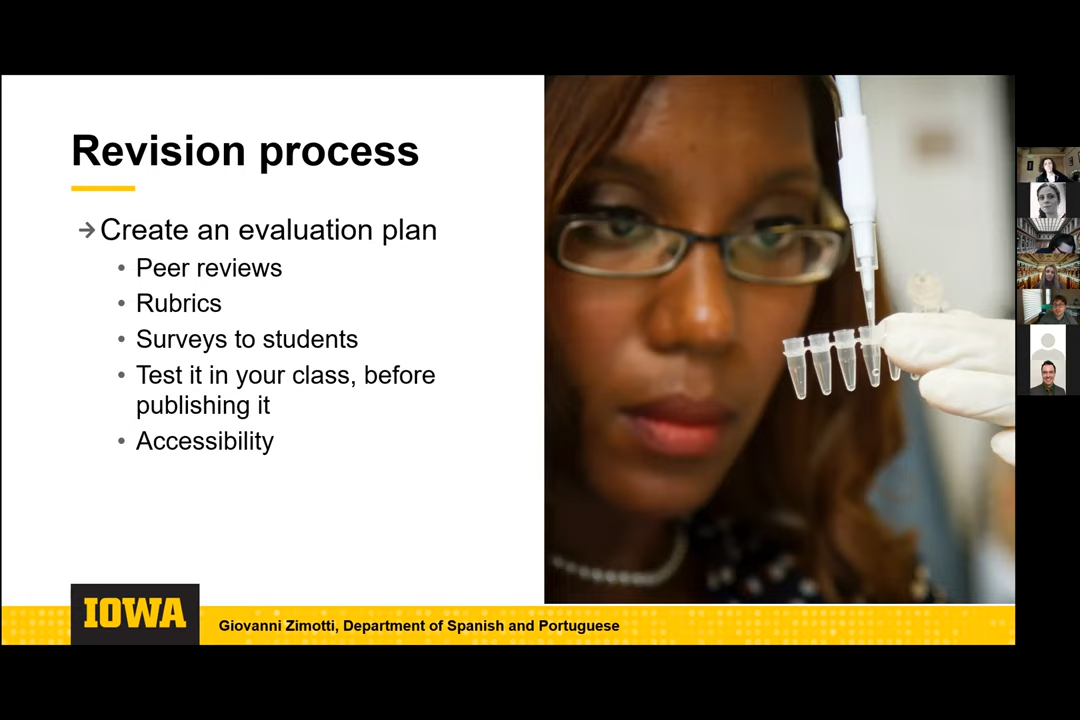 Revision process
→Create an evaluation plan
• Peer reviews
• Rubrics
• Surveys to students
• Test it in your class, before
publishing it
• Accessibility
IOWA
Giovanni Zimotti, Department of Spanish and Portuguese